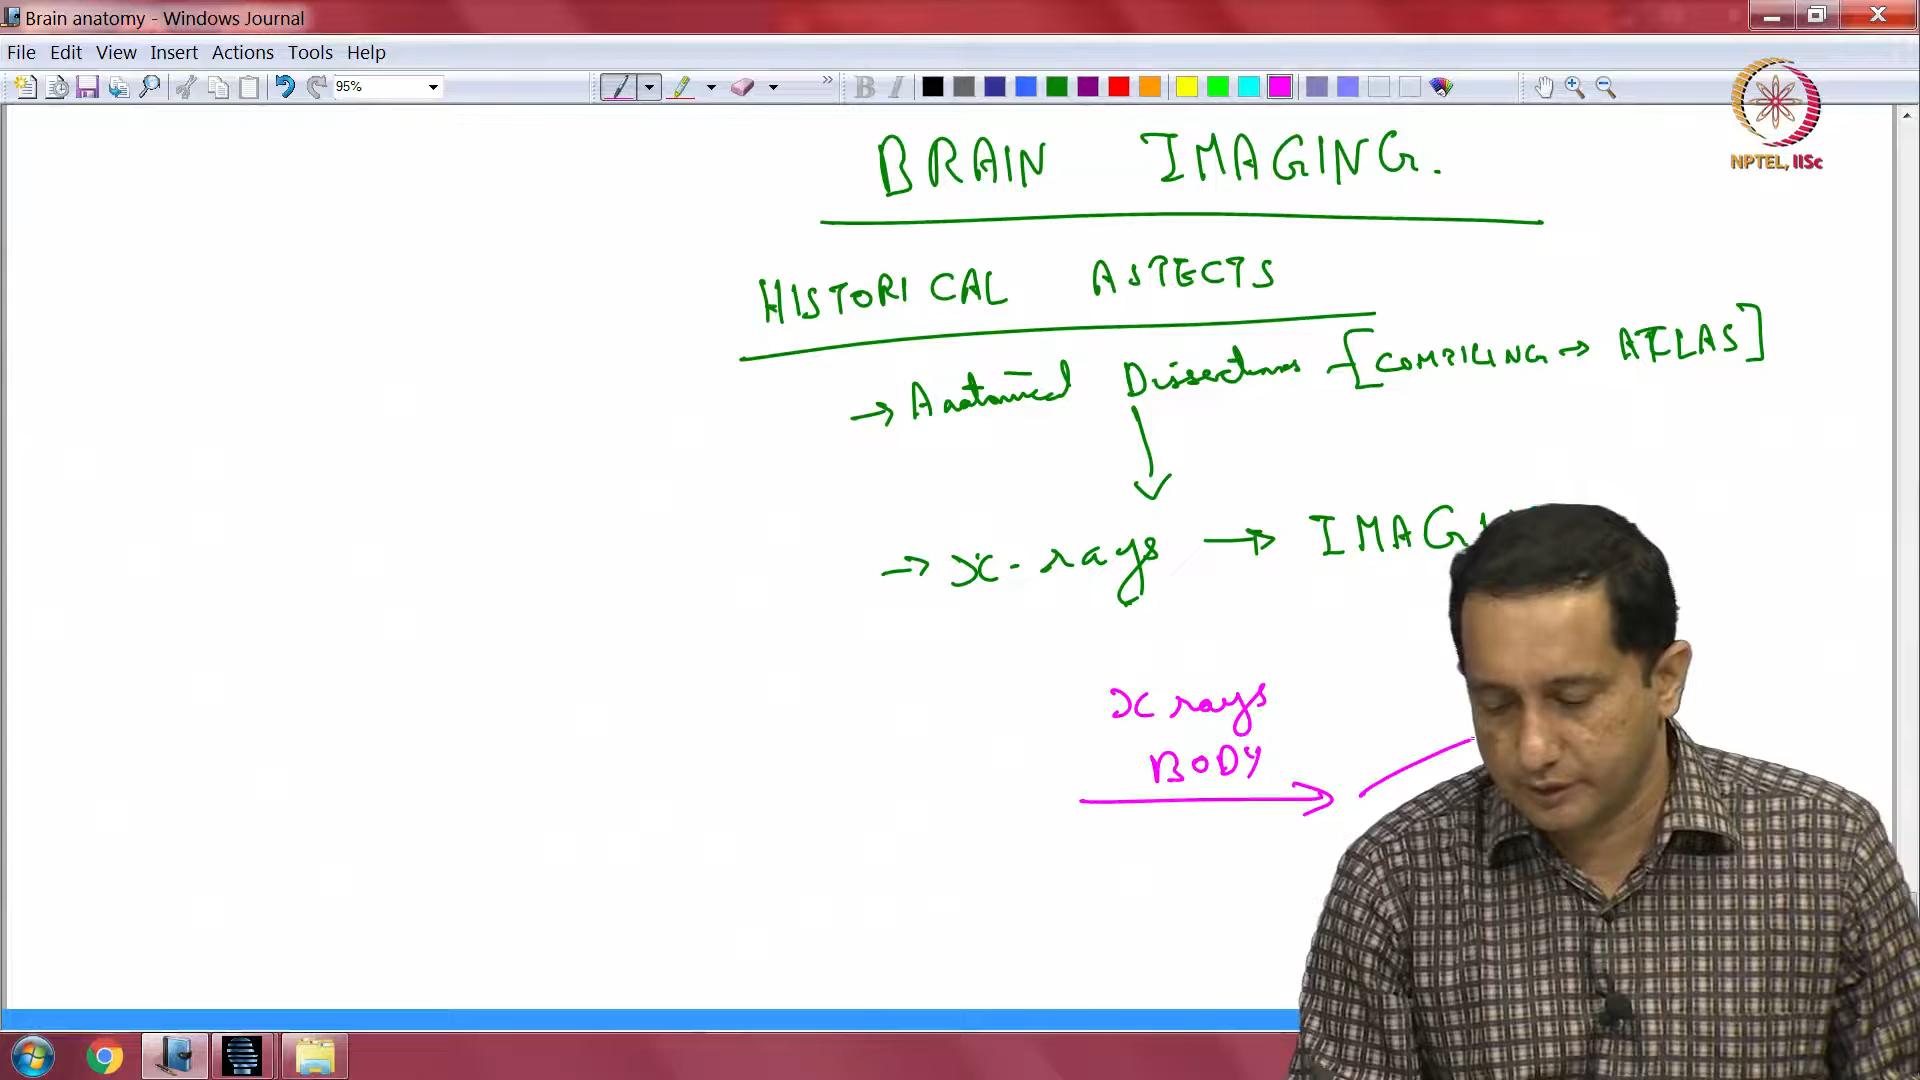 Brain anatomy - Windows Journal
File Edit View Insert Actions Tools Help
95%
B I
NPTEL, IISc
BRAIN IMAGING.
HISTORICAL ASPECTS
→ Anatomical Dissections - [COMPILING → ATLAS]
→ X-rays →
X rays
BODY